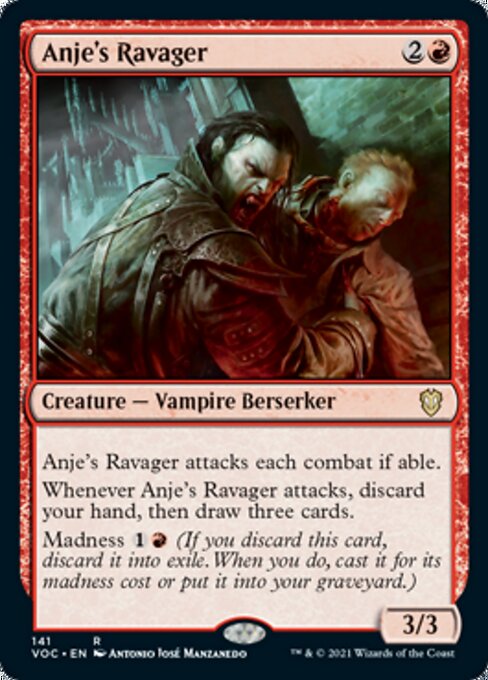 Anje's Ravager 2
Creature — Vampire Berserker
Anje's Ravager attacks each combat if able.
Whenever Anje's Ravager attacks, discard
your hand, then draw three cards.
Madness 1 (If you discard this card,
discard it into exile. When you do, cast it for its
madness cost or put it into your graveyard.)
3/3
141 R
VOC • EN Antonio José Manzanedo ™ & © 2021 Wizards of the Coast